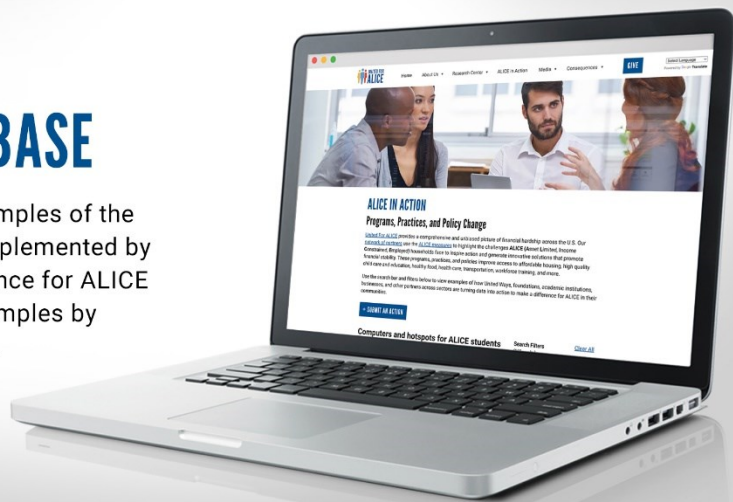 BASE
mples of the
plemented by
nce for ALICE
mples by
UNITED FOR
ALICE
Home About Us Research Center ALICE in Action Media Consequences GIVE Select Language
Translate
ALICE IN ACTION
Programs, Practices, and Policy Change
United For ALICE provides a comprehensive and unbiased picture of financial hardship across the U.S. Our
network of partners use the ALICE measures to highlight the challenges ALICE (Asset Limited, Income
Constrained, Employed) households face to inspire action and generate innovative solutions that promote
financial stability. These programs, practices, and policies improve access to affordable housing, high quality
child care and education, healthy food, health care, transportation, workforce training, and more.
Use the search bar and filters below to view examples of how United Ways, foundations, academic institutions,
businesses, and other partners across sectors are turning data into action to make a difference for ALICE in their
communities.
+ SUBMIT AN ACTION
Computers and hotspots for ALICE students Search Filters Clear All